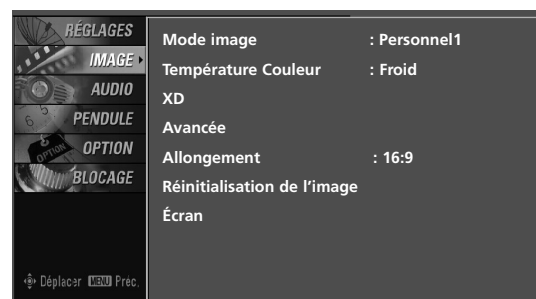 RÉGLAGES
IMAGE
AUDIO
PENDULE
OPTION
BLOCAGE
Déplacer MENU Préc.
Mode image : Personnel1
Température Couleur : Froid
XD
Avancée
Allongement : 16:9
Réinitialisation de l'image
Écran